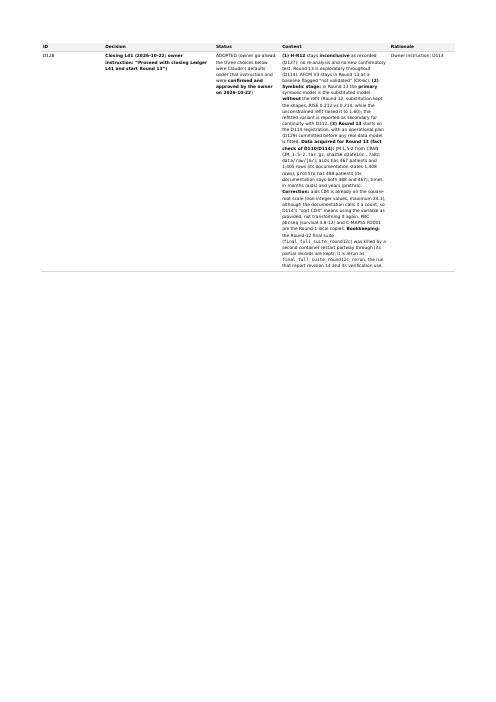 ID Decision Status Content Rationale
D128
Closing L41 (2026-10-22; owner
instruction: "Proceed with closing Ledger
L41 and start Round 13")
ADOPTED (owner go-ahead;
the three choices below
were Claude's defaults
under that instruction and
were confirmed and
approved by the owner
on 2026-10-22)
(1) H-R12 stays inconclusive as recorded
(D127); no re-analysis and no new confirmatory
test. Round 13 is exploratory throughout
(D114). AFCM V3 stays in Round 13 as a
baseline flagged "not validated" (CX-6c). (2)
Symbolic stage: in Round 13 the primary
symbolic model is the substituted model
without the refit (Round 12: substitution kept
the shapes, RISE 0.212 vs 0.214, while the
unconstrained refit raised it to 1.60); the
refitted variant is reported as secondary for
continuity with D112. (3) Round 13 starts on
the D114 registration, with an operational plan
(D129) committed before any real-data model
is fitted. Data acquired for Round 13 (fact
check of D110/D114): JM 1.5-2 from CRAN
(JM_1.5-2.tar.gz, sha256
data/raw/jm/); aids has 467 patients and
1,405 rows (its documentation states 1,408
rows); prothro has 488 patients (its
documentation says both 488 and 467); times
in months (aids) and years (prothro).
Correction: aids CD4 is already on the square-
root scale (non-integer values, maximum 24.1),
although the documentation calls it a count, so
D114's "sqrt CD4" means using the variable as
provided, not transforming it again. PBC
pbcseq (survival 3.8-12) and C-MAPSS FD001
are the Round-1 local copies. Bookkeeping:
the Round-12 final suite
(final_full_suite_round12c) was killed by a
second container restart partway through (its
partial records are kept); it is rerun as
final_full_suite_round12c_rerun, the run
that report revision 14 and its verification use.
Owner instruction; D114